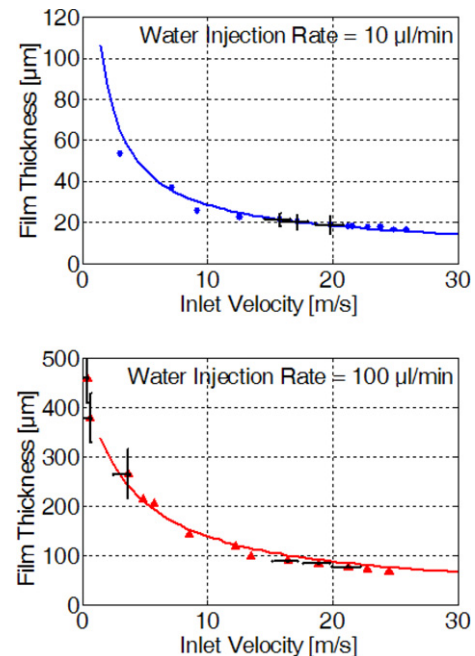 Water Injection Rate = 10 µl/min
Film Thickness [µm]
120
100
80
60
40
20
0
0 10 20 30
Inlet Velocity [m/s]
Water Injection Rate = 100 µl/min
Film Thickness [µm]
500
400
300
200
100
0
0 10 20 30
Inlet Velocity [m/s]